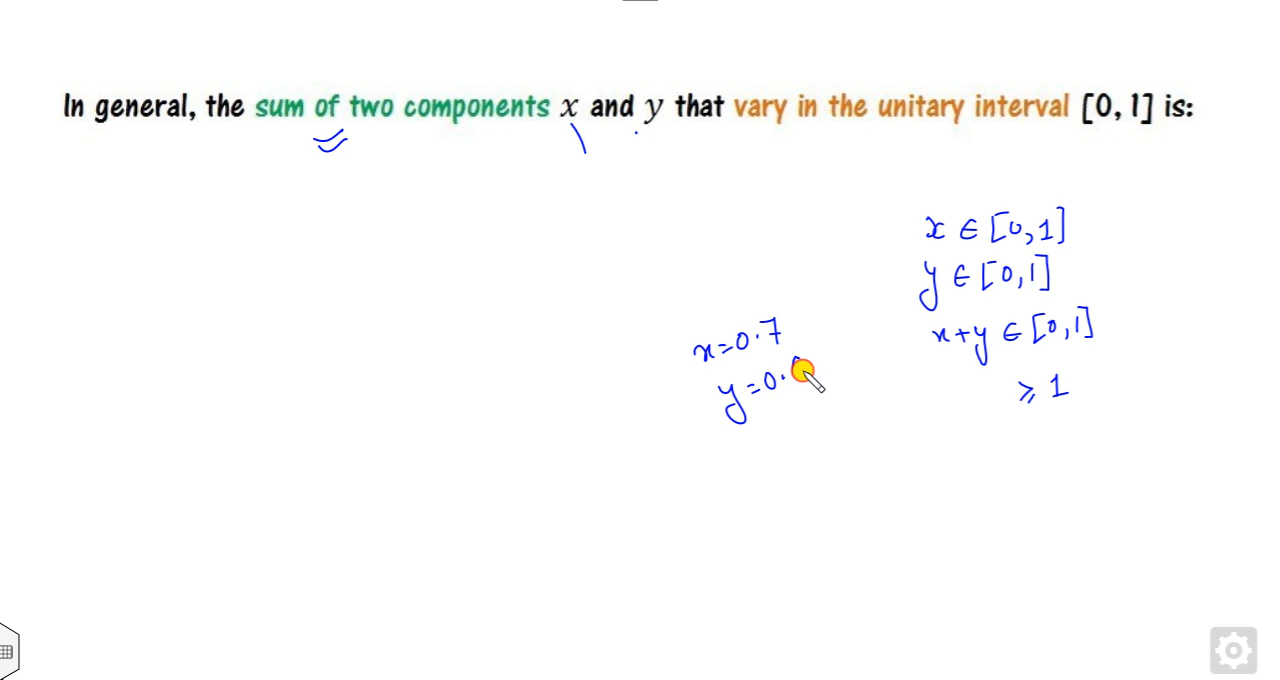 In general, the sum of two components x and y that vary in the unitary interval [0, 1] is:
x ∈ [0,1]
y ∈ [0,1]
x+y ∈ [0,1]
⩾ 1
x=0.7
y=0.